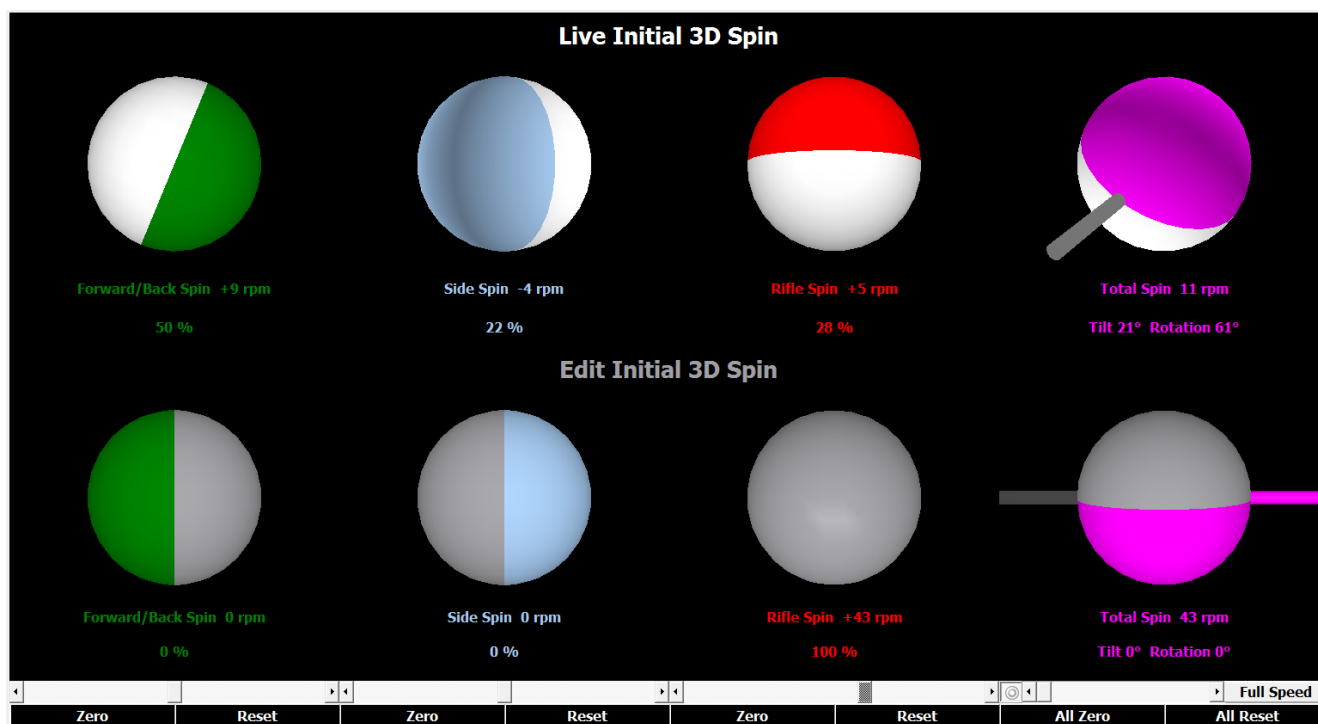 Live Initial 3D Spin
Forward/Back Spin +9 rpm
50 %
Side Spin -4 rpm
22 %
Rifle Spin +5 rpm
28 %
Total Spin 11 rpm
Tilt 21° Rotation 61°
Edit Initial 3D Spin
Forward/Back Spin 0 rpm
0 %
Side Spin 0 rpm
0 %
Rifle Spin +43 rpm
100 %
Total Spin 43 rpm
Tilt 0° Rotation 0°
Full Speed
Zero
Reset
Zero
Reset
Zero
Reset
All Zero
All Reset